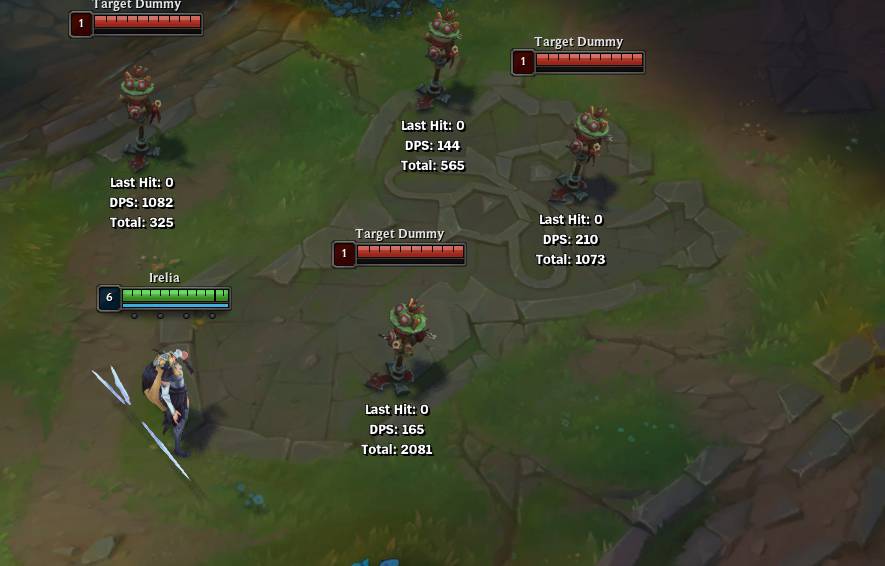 Target Dummy
1
Target Dummy
1
Last Hit: 0
DPS: 144
Total: 565
Last Hit: 0
DPS: 1082
Total: 325
Last Hit: 0
DPS: 210
Total: 1073
Target Dummy
1
Irelia
6
Last Hit: 0
DPS: 165
Total: 2081